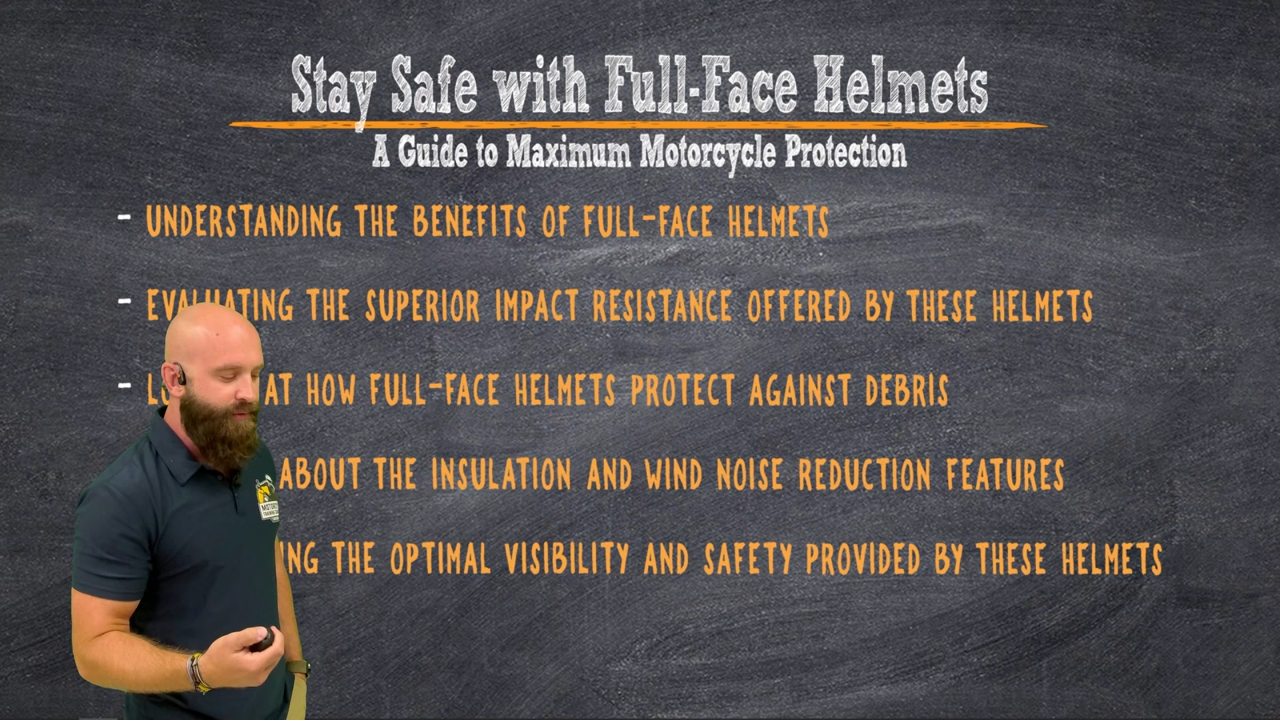 Stay Safe with Full-Face Helmets
A Guide to Maximum Motorcycle Protection
- UNDERSTANDING THE BENEFITS OF FULL-FACE HELMETS
- EVALUATING THE SUPERIOR IMPACT RESISTANCE OFFERED BY THESE HELMETS
- AT HOW FULL-FACE HELMETS PROTECT AGAINST DEBRIS
ABOUT THE INSULATION AND WIND NOISE REDUCTION FEATURES
THE OPTIMAL VISIBILITY AND SAFETY PROVIDED BY THESE HELMETS